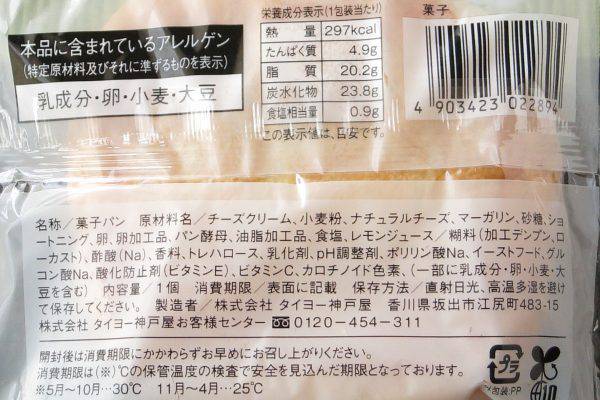 本品に含まれているアレルゲン
(特定原材料及びそれに準ずるものを表示)
乳成分・卵・小麦・大豆
栄養成分表示(1包装当たり)
熱量 297kcal
たんぱく質 4.9g
脂質 20.2g
炭水化物 23.8g
食塩相当量 0.9g
この表示値は、目安です。
菓子
4 903423 022894
名称/菓子パン 原材料名/チーズクリーム、小麦粉、ナチュラルチーズ、マーガリン、砂糖、ショ
ートニング、卵、卵加工品、パン酵母、油脂加工品、食塩、レモンジュース/糊料(加工デンプン、ロ
ーカスト)、酢酸(Na)、香料、トレハロース、乳化剤、pH調整剤、ポリリン酸Na、イーストフード、グル
コン酸Na、酸化防止剤(ビタミンE)、ビタミンC、カロチノイド色素、(一部に乳成分・卵・小麦・大
豆を含む) 内容量/1個 消費期限/表面に記載 保存方法/直射日光、高温多湿を避け
て保存してください。 製造者/株式会社 タイヨー神戸屋 香川県坂出市江尻町483-15
株式会社 タイヨー神戸屋お客様センター 0120-454-311
開封後は消費期限にかかわらずお早めにお召し上がりください。
消費期限は(※)℃の保管温度の検査で安全を見込んだ期限となっております。
※5月〜10月…30℃ 11月〜4月…25℃
プラ
包装:PP